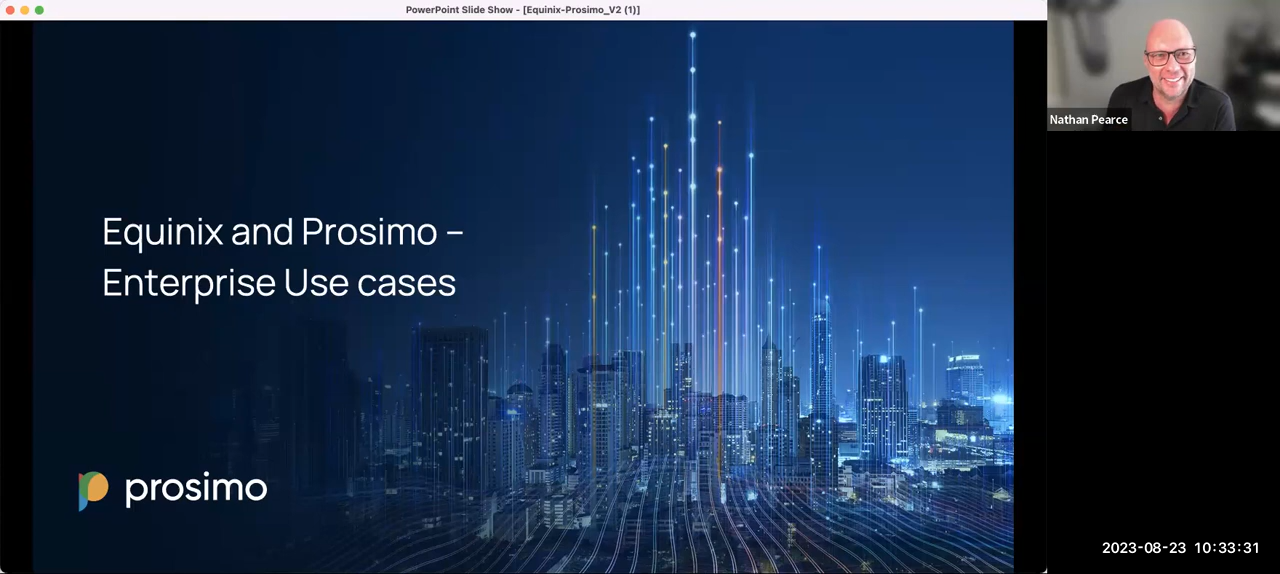 PowerPoint Slide Show - [Equinix-Prosimo_V2 (1)]
Nathan Pearce
Equinix and Prosimo –
Enterprise Use cases
prosimo
2023-08-23 10:33:31